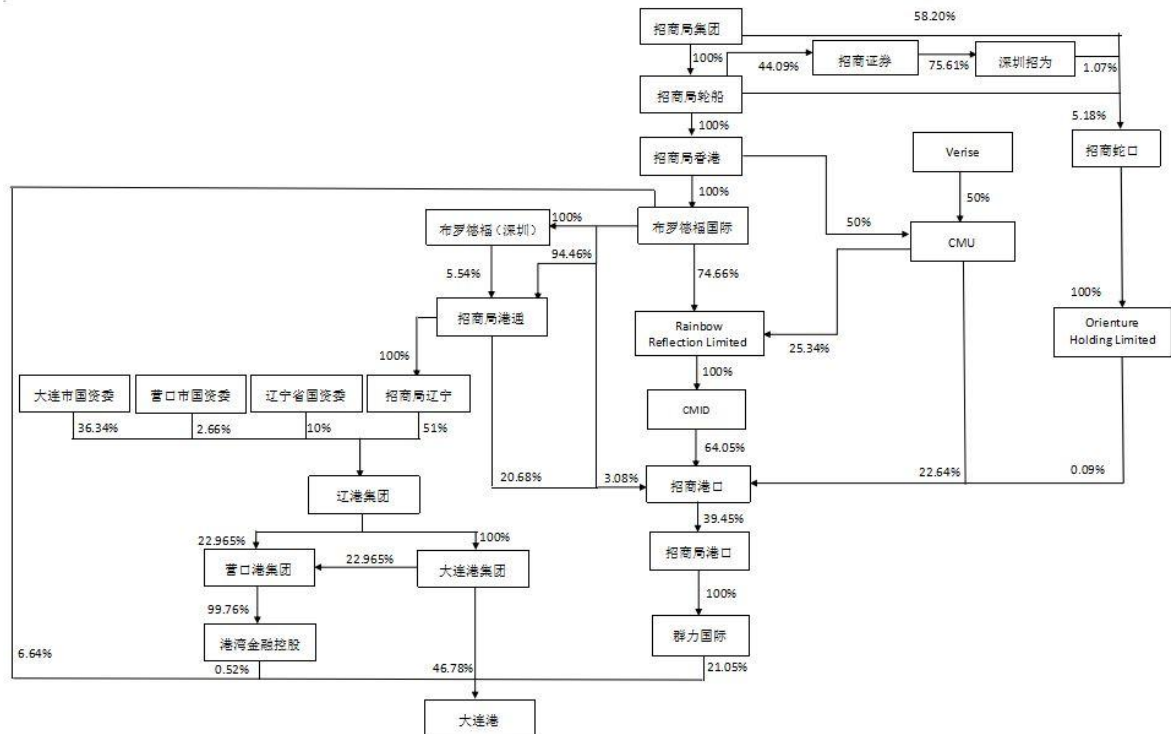 58.20%
招商局集团
100%
44.09%
招商证券
75.61%
深圳招为
1.07%
招商局轮船
100%
5.18%
招商局香港
Verise
招商蛇口
100%
50%
布罗德福（深圳）
100%
布罗德福国际
50%
CMU
94.46%
5.54%
74.66%
100%
招商局港通
Rainbow
Reflection Limited
25.34%
Orienture
Holding Limited
100%
100%
大连市国资委
营口市国资委
辽宁省国资委
招商局辽宁
CMID
36.34%
2.66%
10%
51%
64.05%
20.68%
3.08%
招商港口
22.64%
0.09%
辽港集团
39.45%
22.965%
100%
招商局港口
营口港集团
22.965%
大连港集团
99.76%
100%
港湾金融控股
群力国际
6.64%
0.52%
46.78%
21.05%
大连港